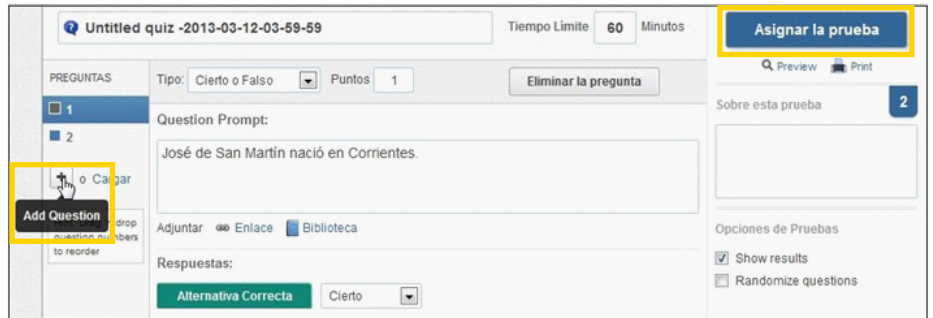 Untitled quiz -2013-03-12-03-59-59
Tiempo Límite 60 Minutos
Asignar la prueba
Preview Print
PREGUNTAS
Tipo: Cierto o Falso Puntos 1
Eliminar la pregunta
Sobre esta prueba
2
1
2
Question Prompt:
José de San Martín nació en Corrientes.
+ o Cargar
Add Question
drop
question numbers
to reorder
Adjuntar Enlace Biblioteca
Opciones de Pruebas
Respuestas:
Show results
Alternativa Correcta Cierto
Randomize questions